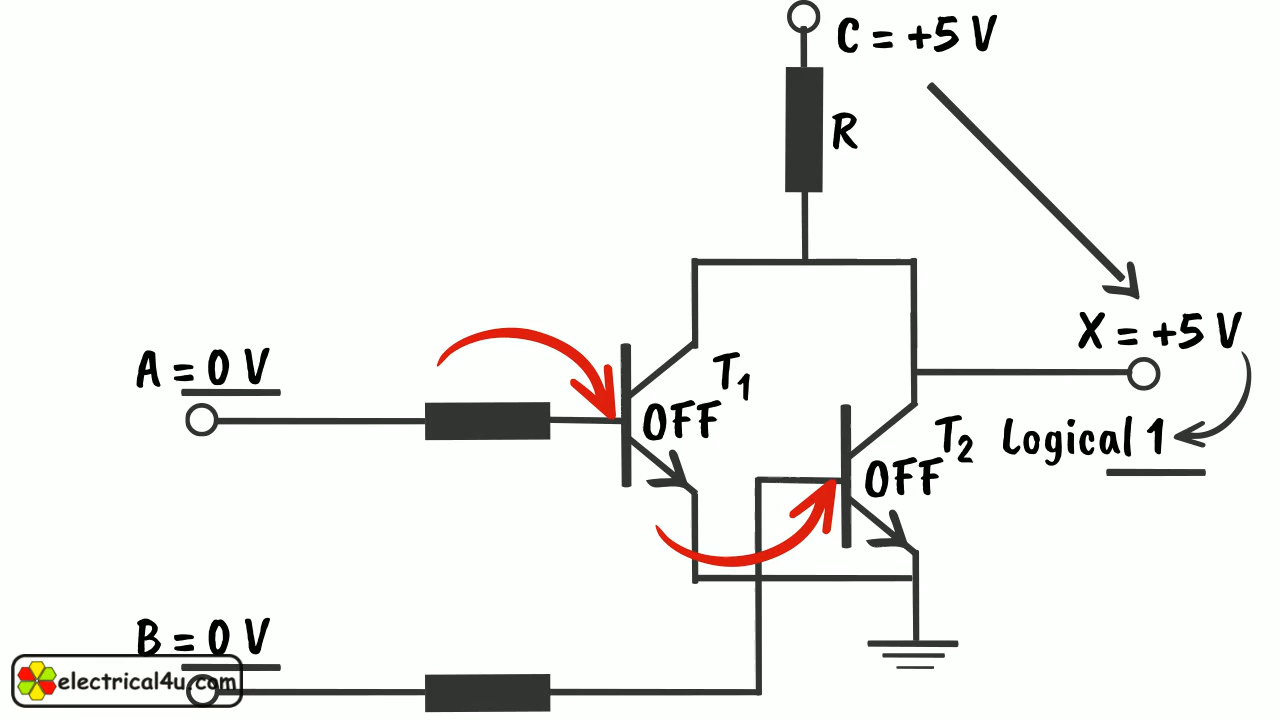 C = +5 V
R
X = +5 V
A = 0 V
T1
OFF
T2
Logical 1
OFF
B = 0 V
electrical4u.com